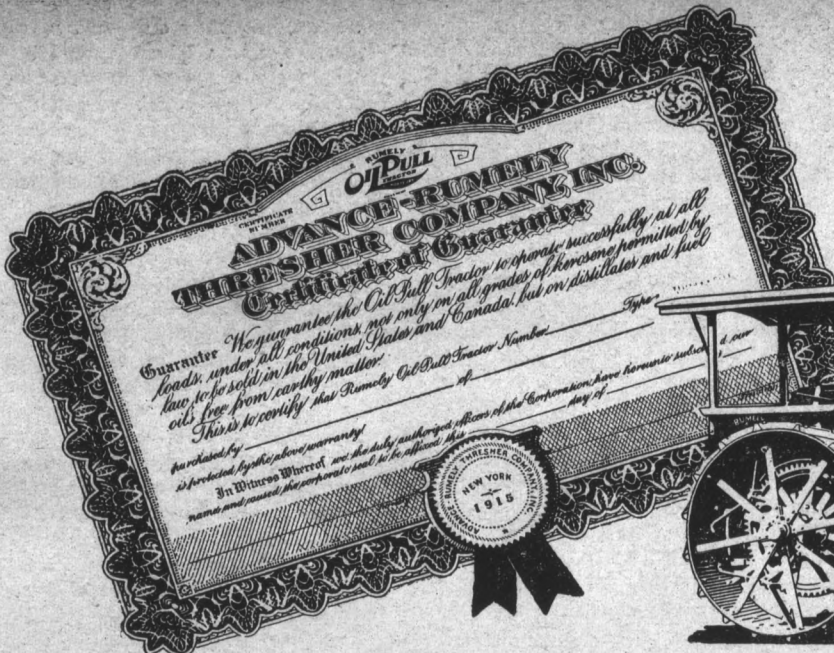 A RUMELY
OILPULL
TRACTOR
CERTIFICATE
NUMBER
ADVANCE-RUMELY
THRESHER COMPANY, INC.
Certificate of Guarantee
Guarantee We guarantee the OilPull Tractor to operate successfully at all
loads, under all conditions, not only on all grades of kerosene permitted by
law to be sold in the United States and Canada, but on distillates and fuel
oils free from earthy matter.
This is to certify that Rumely OilPull Tractor Number Type
purchased by of
is protected by the above warranty.
In Witness Whereof, we the duly authorized officers of the Corporation, have hereunto subscribed our
name and caused the corporate seal to be affixed this day of
ADVANCE RUMELY THRESHER COMPANY, INC.
NEW YORK
1915
RUMELY